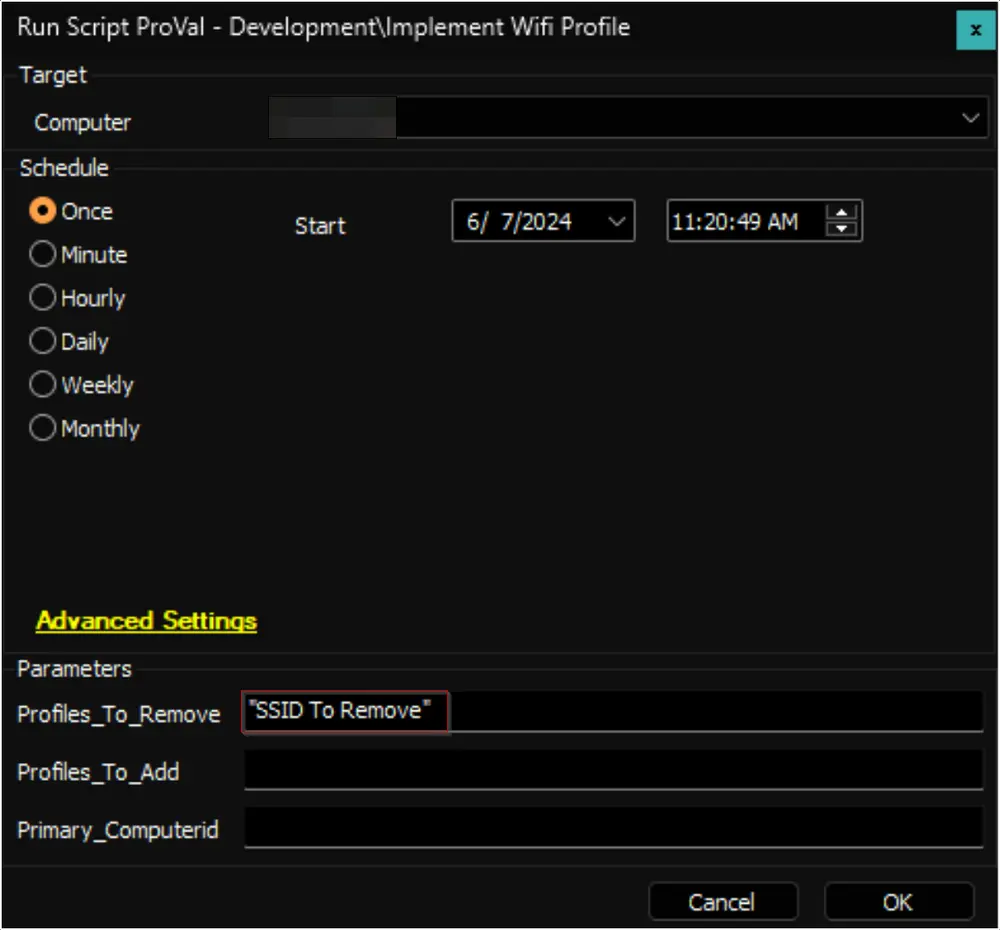 Run Script ProVal - Development\Implement Wifi Profile x
Target
Computer
Schedule
Once
Start 6/ 7/2024 11:20:49 AM
Minute
Hourly
Daily
Weekly
Monthly
Advanced Settings
Parameters
Profiles_To_Remove "SSID To Remove"
Profiles_To_Add
Primary_Computerid
Cancel OK